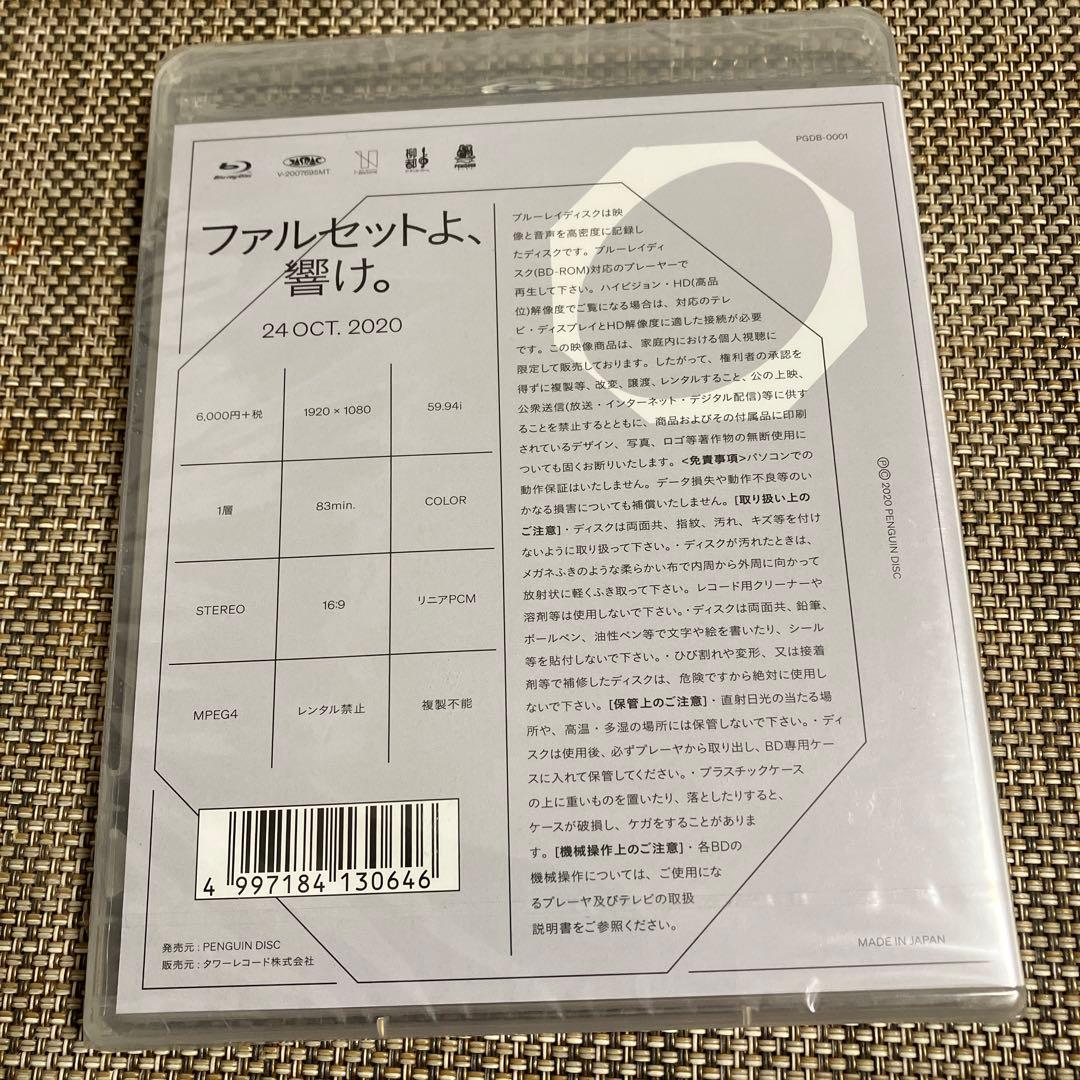 PGDB-0001
Blu-ray Disc
JASRAC
V-2007695MT
柳都
PENGUIN
ファルセットよ、
響け。
24 OCT. 2020
6,000円+税
1920 × 1080
59.94i
1層
83min.
COLOR
STEREO
16:9
リニアPCM
MPEG4
レンタル禁止
複製不能
4 997184 130646
発売元 : PENGUIN DISC
販売元 : タワーレコード株式会社
ブルーレイディスクは映
像と音声を高密度に記録し
たディスクです。ブルーレイディ
スク(BD-ROM)対応のプレーヤーで
再生して下さい。ハイビジョン・HD(高品
位)解像度でご覧になる場合は、対応のテレ
ビ・ディスプレイとHD解像度に適した接続が必要
です。この映像商品は、家庭内における個人視聴に
限定して販売しております。したがって、権利者の承認を
得ずに複製等、改変、譲渡、レンタルすること、公の上映、
公衆送信(放送・インターネット・デジタル配信)等に供す
ることを禁止するとともに、商品およびその付属品に印刷
されているデザイン、写真、ロゴ等著作物の無断使用に
ついても固くお断りいたします。<免責事項>パソコンでの
動作保証はいたしません。データ損失や動作不良等のい
かなる損害についても補償いたしません。[取り扱い上の
ご注意]・ディスクは両面共、指紋、汚れ、キズ等を付け
ないように取り扱って下さい。・ディスクが汚れたときは、
メガネふきのような柔らかい布で内周から外周に向かって
放射状に軽くふき取って下さい。レコード用クリーナーや
溶剤等は使用しないで下さい。・ディスクは両面共、鉛筆、
ボールペン、油性ペン等で文字や絵を書いたり、シール
等を貼付しないで下さい。・ひび割れや変形、又は接着
剤等で補修したディスクは、危険ですから絶対に使用し
ないで下さい。[保管上のご注意]・直射日光の当たる場
所や、高温・多湿の場所には保管しないで下さい。・ディ
スクは使用後、必ずプレーヤから取り出し、BD専用ケー
スに入れて保管してください。・プラスチックケース
の上に重いものを置いたり、落としたりすると、
ケースが破損し、ケガをすることがありま
す。[機械操作上のご注意]・各BDの
機械操作については、ご使用にな
るプレーヤ及びテレビの取扱
説明書をご参照ください。
ⓅⒸ 2020 PENGUIN DISC
MADE IN JAPAN